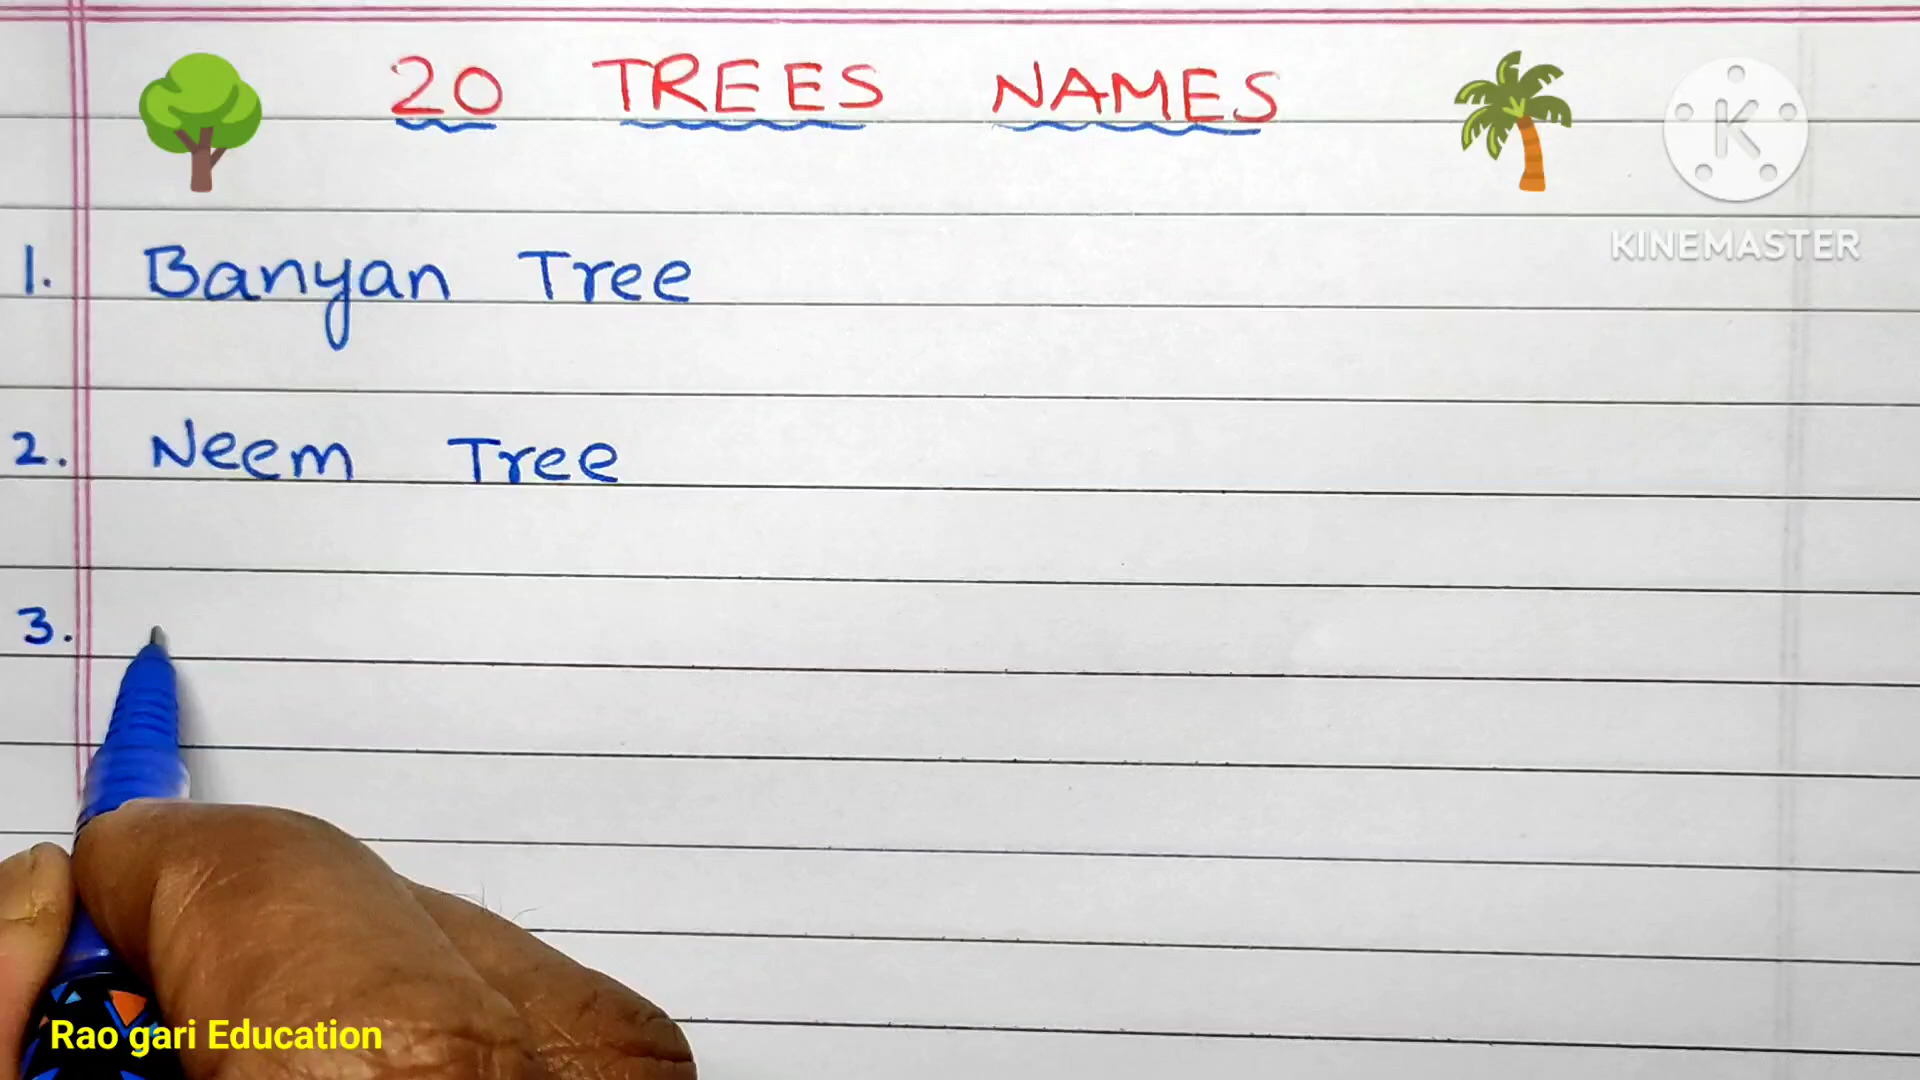 20 TREES NAMES
K
KINEMASTER
1. Banyan Tree
2. Neem Tree
3.
Rao gari Education